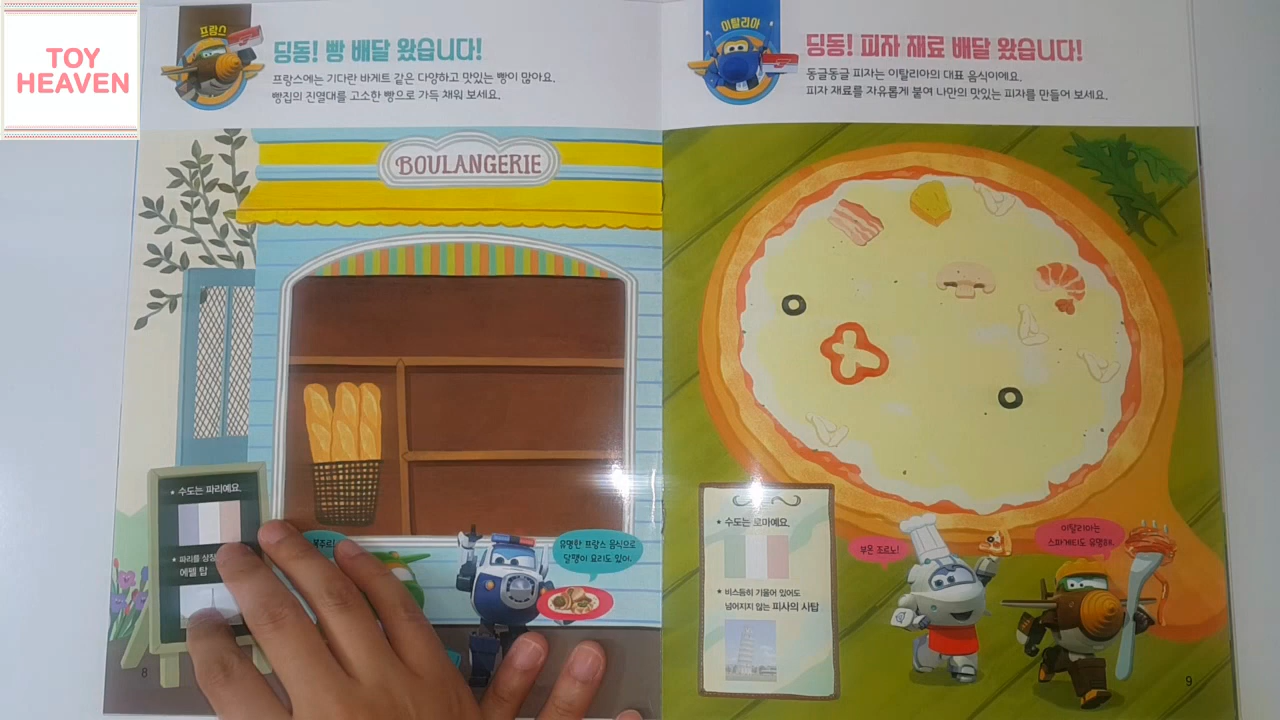 TOY
HEAVEN
프랑스
딩동! 빵 배달 왔습니다!
프랑스에는 기다란 바게트 같은 다양하고 맛있는 빵이 많아요.
빵집의 진열대를 고소한 빵으로 가득 채워 보세요.
BOULANGERIE
• 수도는 파리예요.
• 파리를 상징
에펠 탑
유명한 프랑스 음식으로
달팽이 요리도 있어.
8
이탈리아
딩동! 피자 재료 배달 왔습니다!
동글동글 피자는 이탈리아의 대표 음식이에요.
피자 재료를 자유롭게 붙여 나만의 맛있는 피자를 만들어 보세요.
• 수도는 로마예요.
• 비스듬히 기울어 있어도
넘어지지 않는 피사의 사탑
부온 조르노!
이탈리아는
스파게티도 유명해.
9